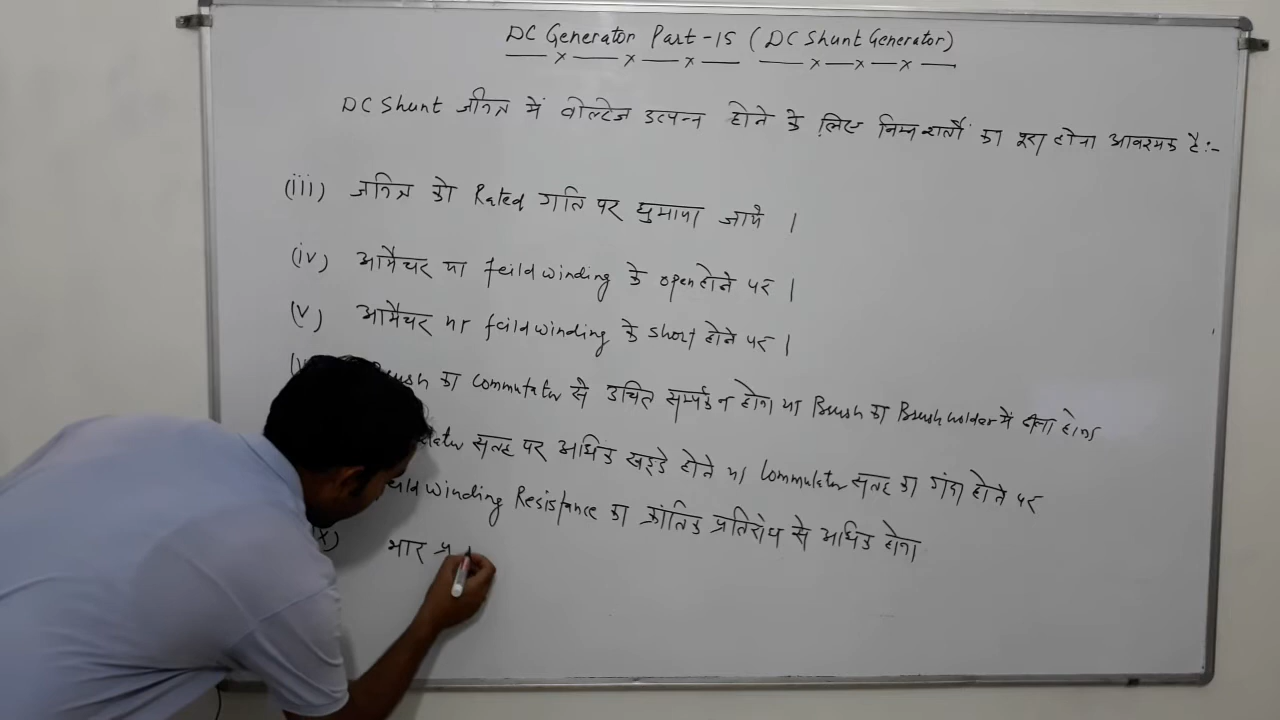 DC Generator Part-15 (DC Shunt Generator)
DC Shunt जनित्र में वोल्टेज उत्पन्न होने के लिए निम्न शर्तों का पूरा होना आवश्यक है:-
(iii) जनित्र को Rated गति पर घुमाया जाये ।
(iv) आर्मेचर या feild winding के open होने पर ।
(v) आर्मेचर या feild winding के short होने पर ।
का Commutator से उचित सम्पर्क न होना या Brush का Brush holder में होना
सतह पर अधिक खड्डे होने या Commutator सतह का गंदा होने पर
winding Resistance का क्रांतिक प्रतिरोध से अधिक होना
भार